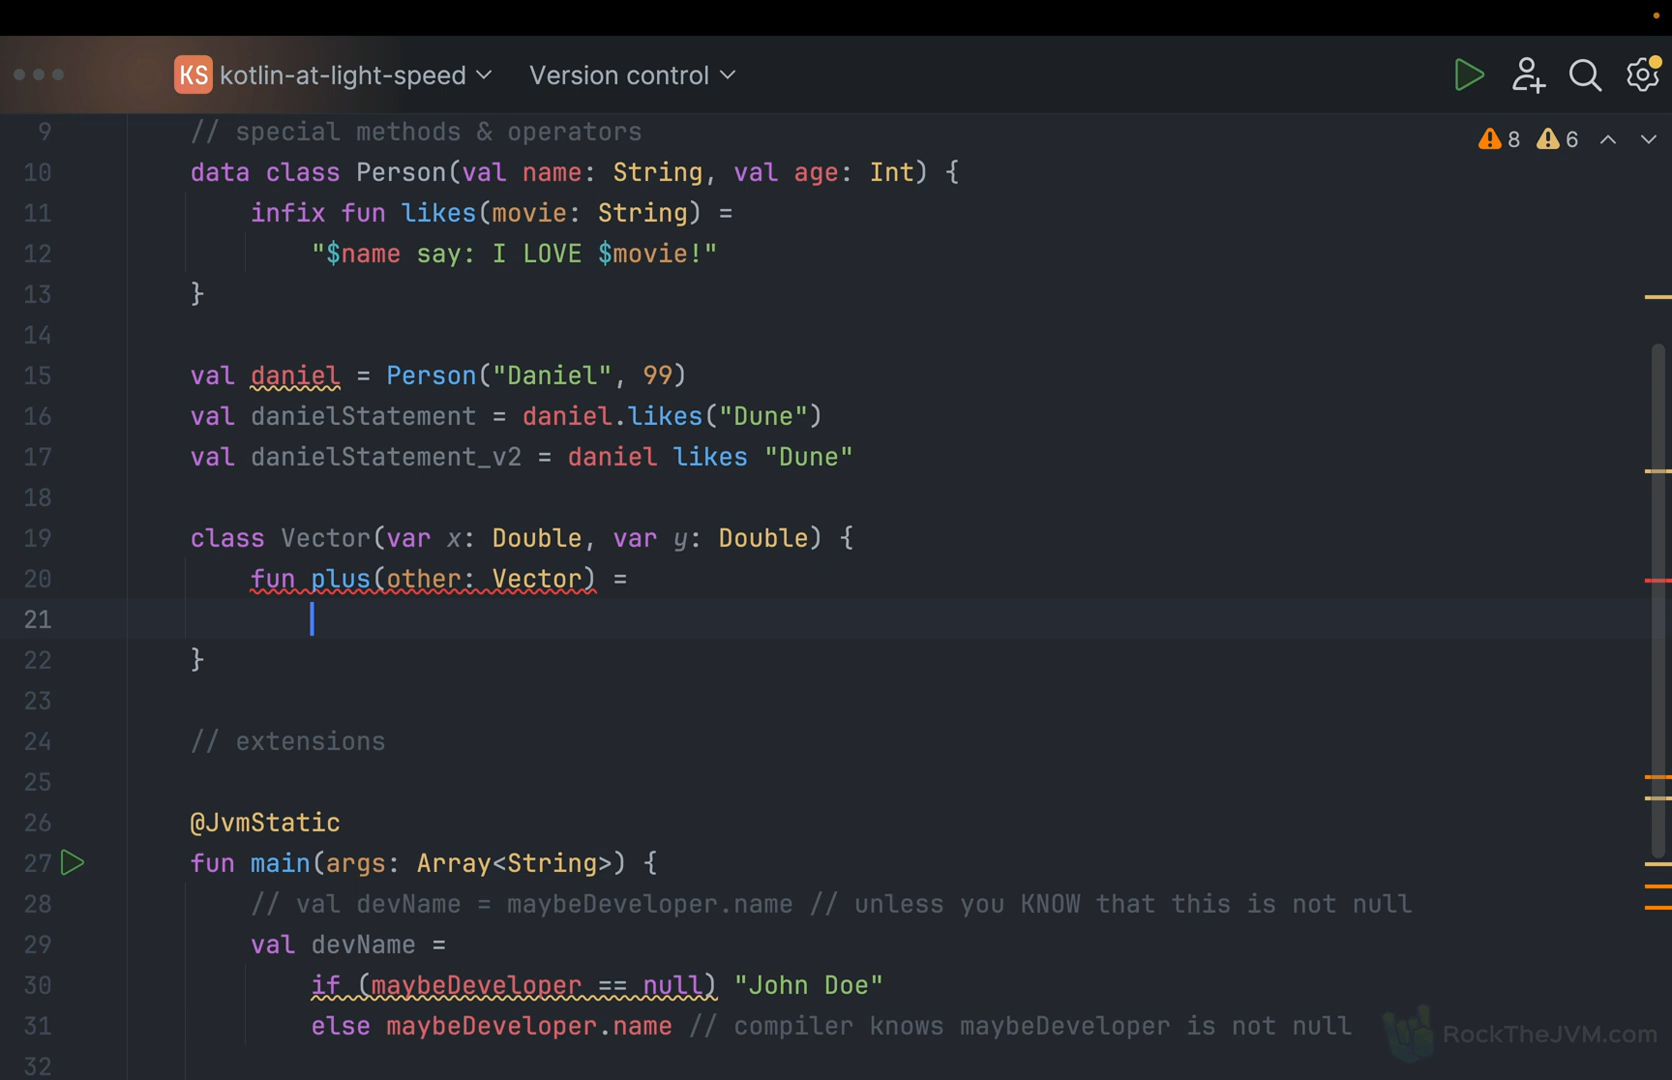 KS kotlin-at-light-speed Version control
8 6
9 // special methods & operators
10 data class Person(val name: String, val age: Int) {
11 infix fun likes(movie: String) =
12 "$name say: I LOVE $movie!"
13 }
14
15 val daniel = Person("Daniel", 99)
16 val danielStatement = daniel.likes("Dune")
17 val danielStatement_v2 = daniel likes "Dune"
18
19 class Vector(var x: Double, var y: Double) {
20 fun plus(other: Vector) =
21
22 }
23
24 // extensions
25
26 @JvmStatic
27 fun main(args: Array<String>) {
28 // val devName = maybeDeveloper.name // unless you KNOW that this is not null
29 val devName =
30 if (maybeDeveloper == null) "John Doe"
31 else maybeDeveloper.name // compiler knows maybeDeveloper is not null
32
RockTheJVM.com